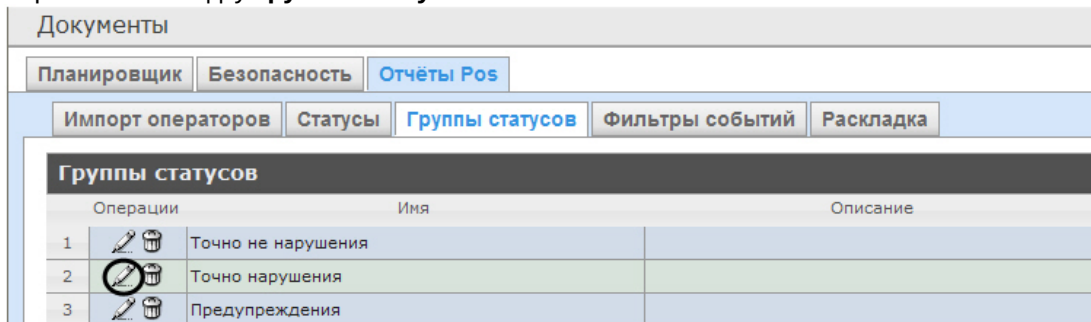 Документы
Планировщик Безопасность Отчёты Pos
Импорт операторов Статусы Группы статусов Фильтры событий Раскладка
Группы статусов
Операции Имя Описание
1 Точно не нарушения
2 Точно нарушения
3 Предупреждения